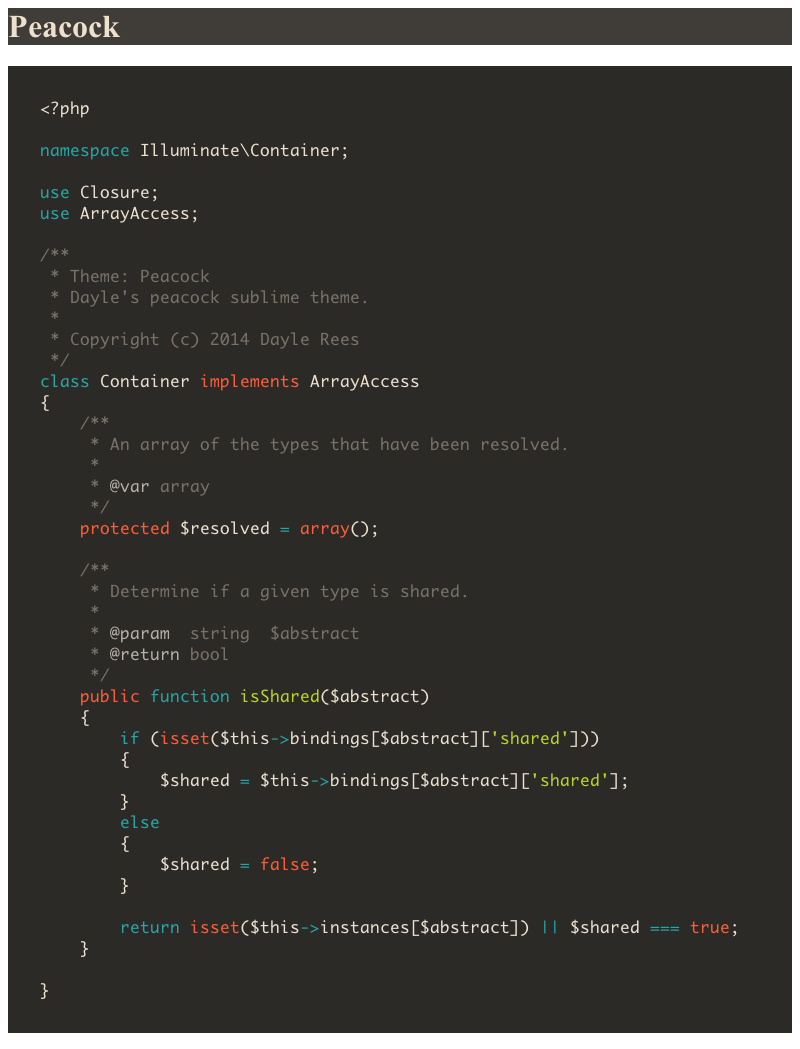 Peacock
<?php
namespace Illuminate\Container;
use Closure;
use ArrayAccess;
/**
 * Theme: Peacock
 * Dayle's peacock sublime theme.
 *
 * Copyright (c) 2014 Dayle Rees
 */
class Container implements ArrayAccess
{
    /**
     * An array of the types that have been resolved.
     *
     * @var array
     */
    protected $resolved = array();
    /**
     * Determine if a given type is shared.
     *
     * @param  string  $abstract
     * @return bool
     */
    public function isShared($abstract)
    {
        if (isset($this->bindings[$abstract]['shared']))
        {
            $shared = $this->bindings[$abstract]['shared'];
        }
        else
        {
            $shared = false;
        }
        return isset($this->instances[$abstract]) || $shared === true;
    }
}